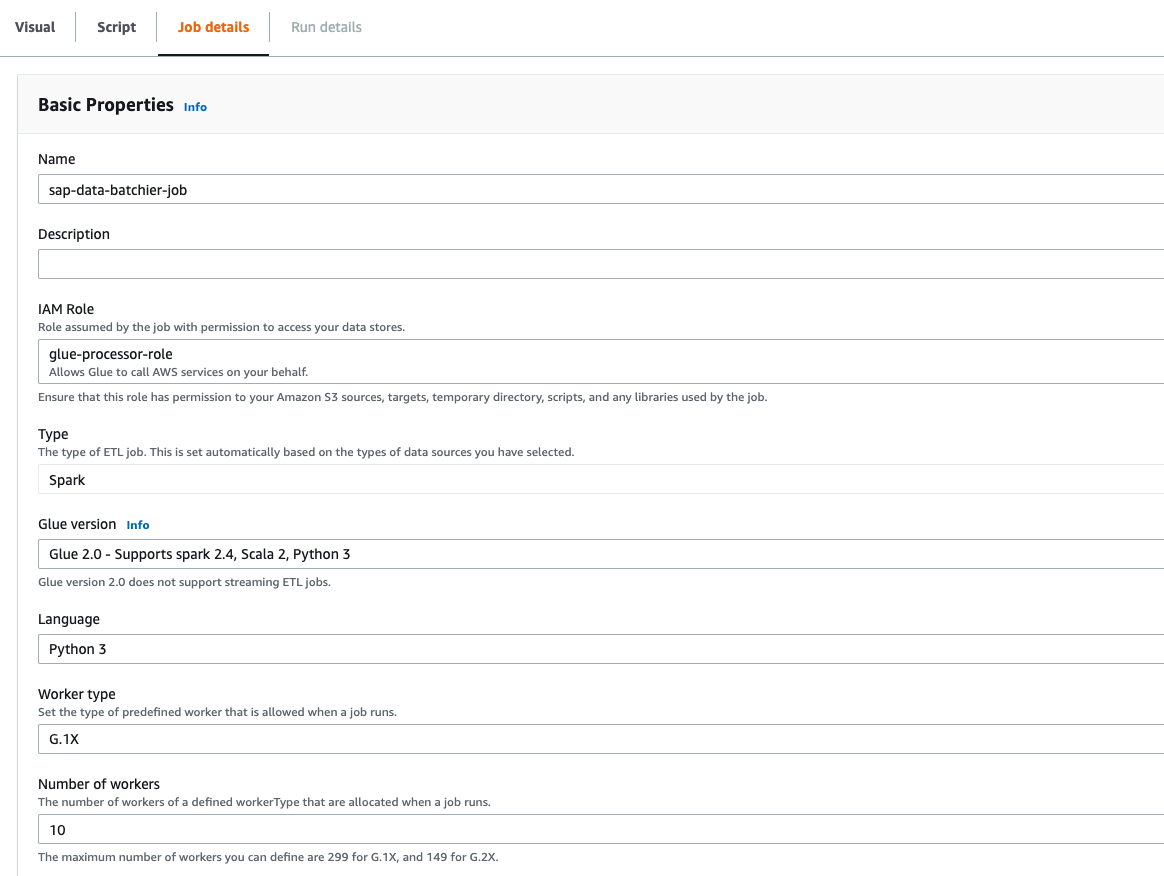 Visual Script Job details Run details
Basic Properties Info
Name
sap-data-batchier-job
Description
IAM Role
Role assumed by the job with permission to access your data stores.
glue-processor-role
Allows Glue to call AWS services on your behalf.
Ensure that this role has permission to your Amazon S3 sources, targets, temporary directory, scripts, and any libraries used by the job.
Type
The type of ETL job. This is set automatically based on the types of data sources you have selected.
Spark
Glue version Info
Glue 2.0 - Supports spark 2.4, Scala 2, Python 3
Glue version 2.0 does not support streaming ETL jobs.
Language
Python 3
Worker type
Set the type of predefined worker that is allowed when a job runs.
G.1X
Number of workers
The number of workers of a defined workerType that are allocated when a job runs.
10
The maximum number of workers you can define are 299 for G.1X, and 149 for G.2X.